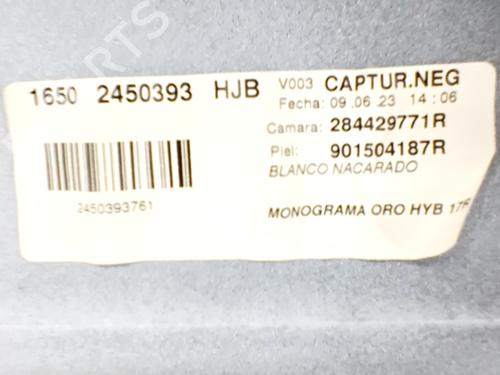 PARTS
1650 2450393 HJB V003 CAPTUR.NEG
Fecha: 09.06.23 14:06
Camara: 284429771R
Piel: 901504187R
BLANCO NACARADO
2450393761
MONOGRAMA ORO HYB